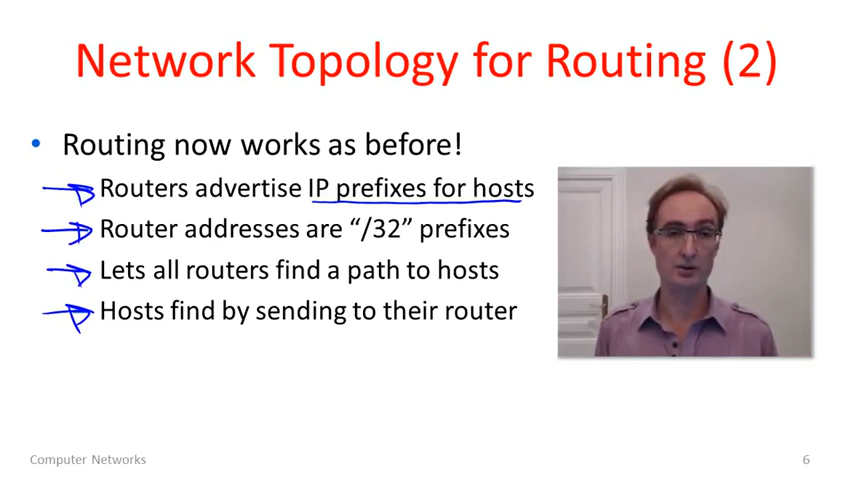 Network Topology for Routing (2)
• Routing now works as before!
Routers advertise IP prefixes for hosts
Router addresses are “/32” prefixes
Lets all routers find a path to hosts
Hosts find by sending to their router
Computer Networks
6